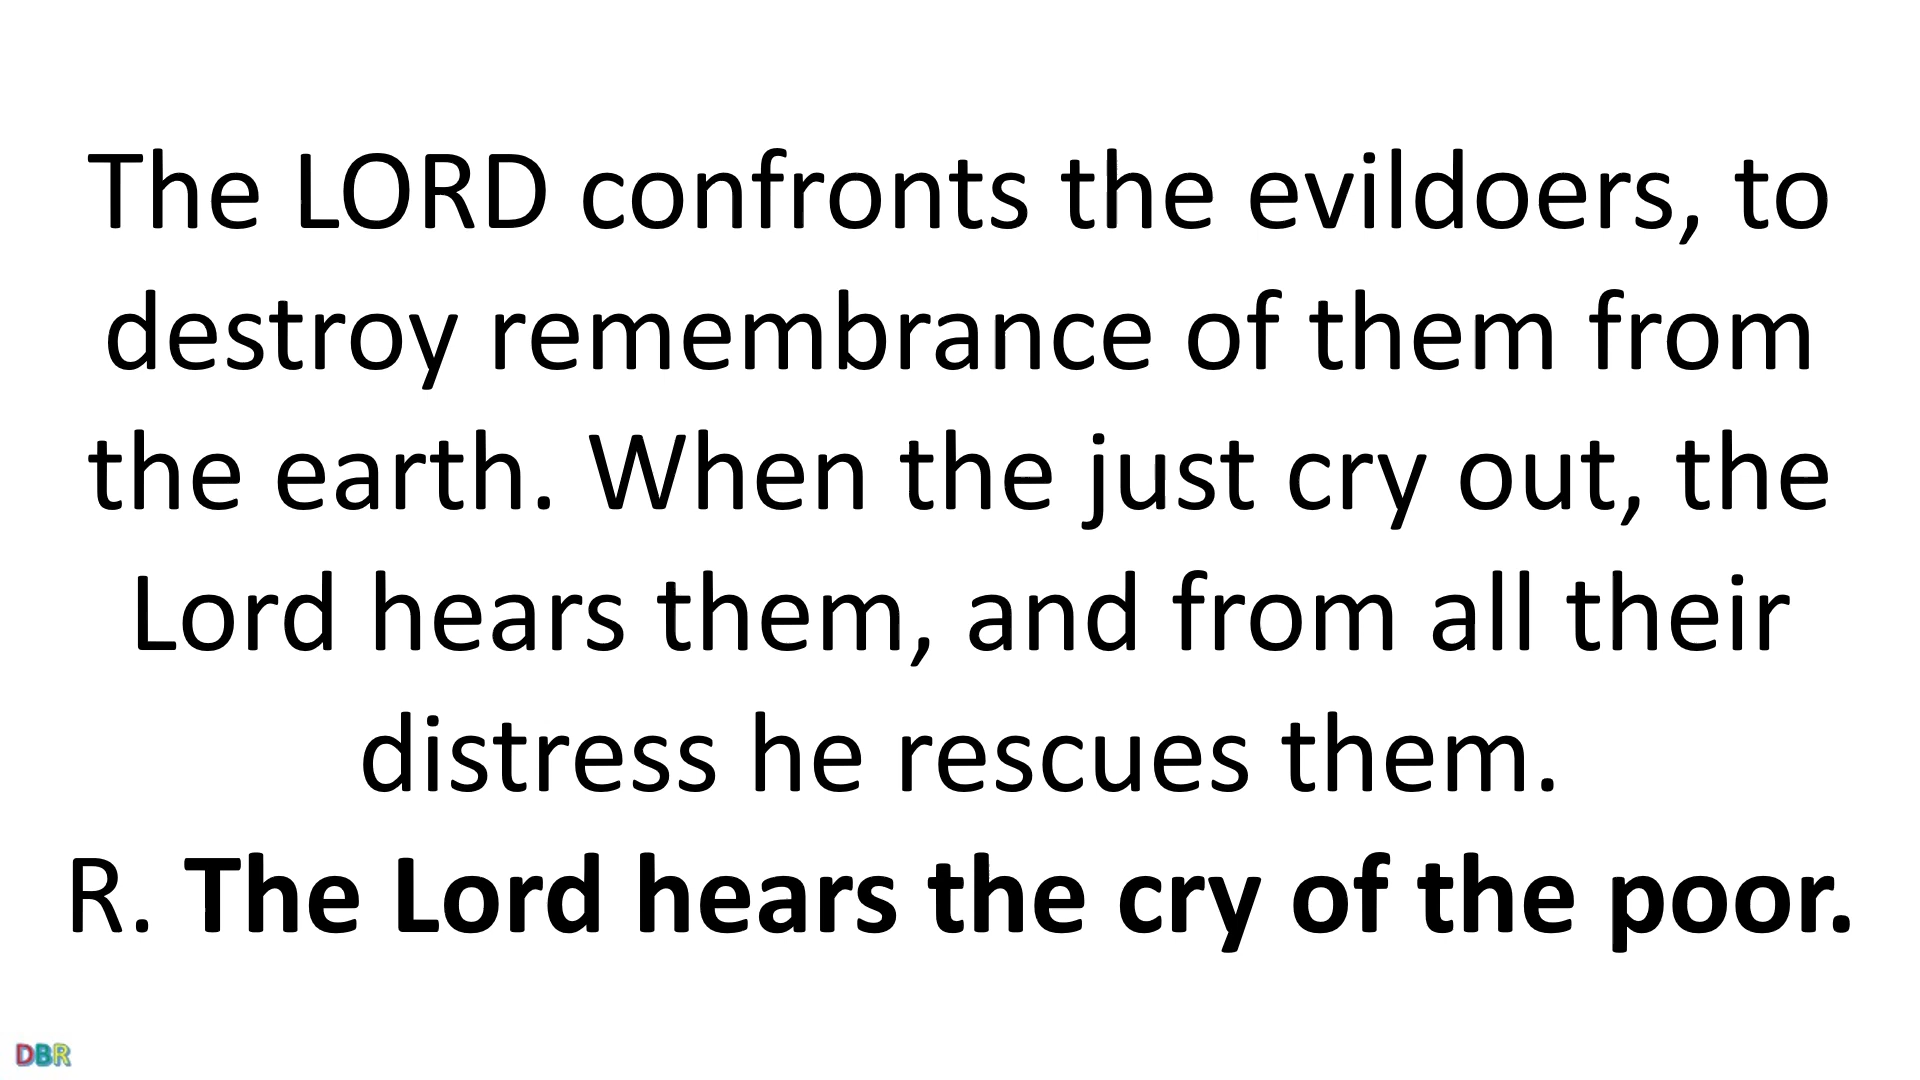 The LORD confronts the evildoers, to
destroy remembrance of them from
the earth. When the just cry out, the
Lord hears them, and from all their
distress he rescues them.
R. The Lord hears the cry of the poor.
DBR